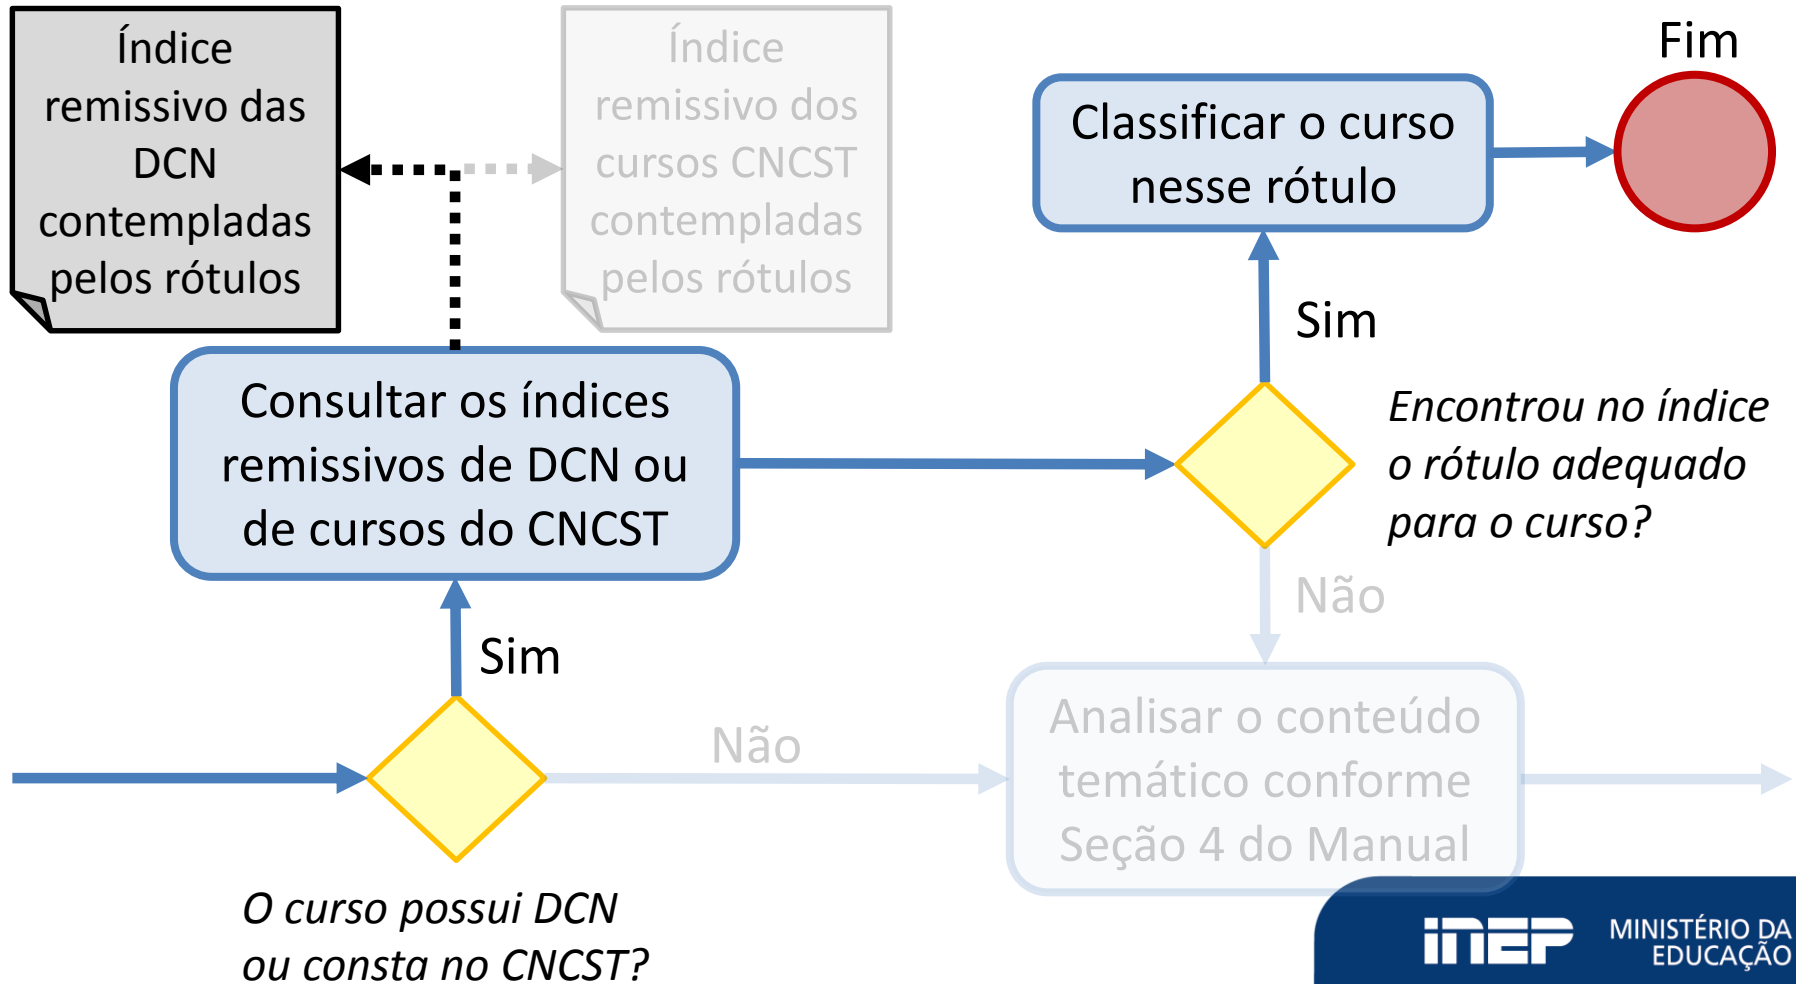 Índice
remissivo das
DCN
contempladas
pelos rótulos
Índice
remissivo dos
cursos CNCST
contempladas
pelos rótulos
Classificar o curso
nesse rótulo
Fim
Sim
Consultar os índices
remissivos de DCN ou
de cursos do CNCST
Encontrou no índice
o rótulo adequado
para o curso?
Não
Sim
Não
Analisar o conteúdo
temático conforme
Seção 4 do Manual
O curso possui DCN
ou consta no CNCST?
INEP
MINISTÉRIO DA
EDUCAÇÃO